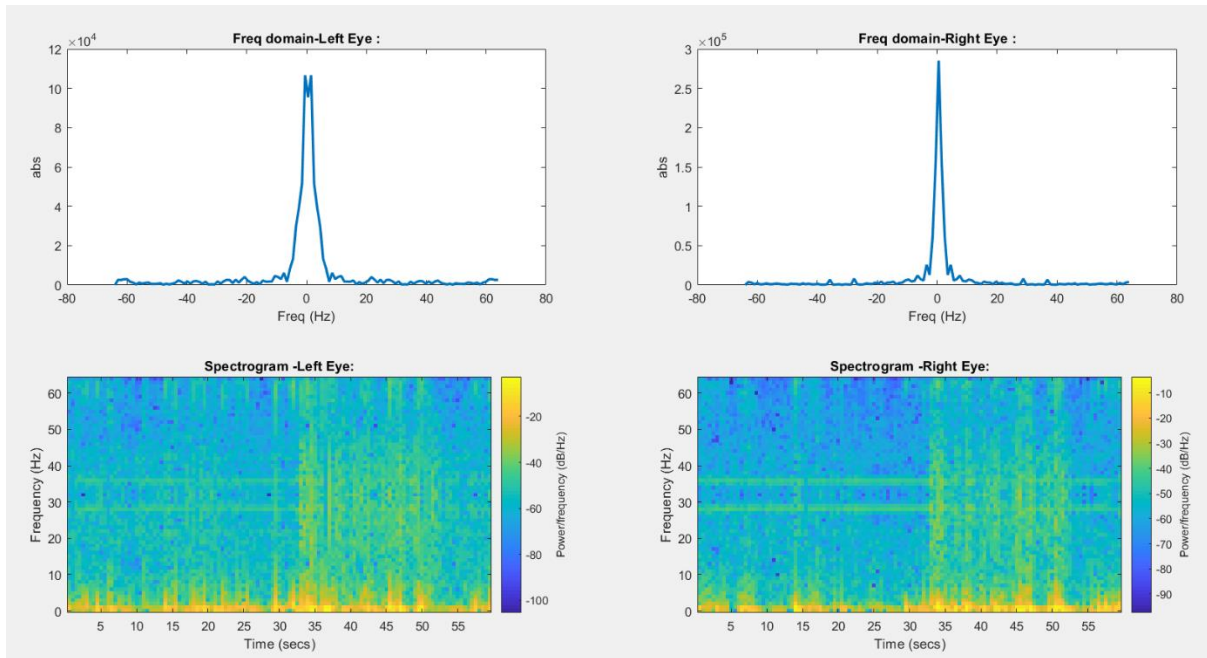 Freq domain-Left Eye :
×10⁴
12
10
8
6
4
2
0
abs
-80 -60 -40 -20 0 20 40 60 80
Freq (Hz)
Freq domain-Right Eye :
×10⁵
3
2.5
2
1.5
1
0.5
0
abs
-80 -60 -40 -20 0 20 40 60 80
Freq (Hz)
Spectrogram -Left Eye:
60
50
40
30
20
10
0
Frequency (Hz)
5 10 15 20 25 30 35 40 45 50 55
Time (secs)
-20
-40
-60
-80
-100
Power/frequency (dB/Hz)
Spectrogram -Right Eye:
60
50
40
30
20
10
0
Frequency (Hz)
5 10 15 20 25 30 35 40 45 50 55
Time (secs)
-10
-20
-30
-40
-50
-60
-70
-80
-90
Power/frequency (dB/Hz)